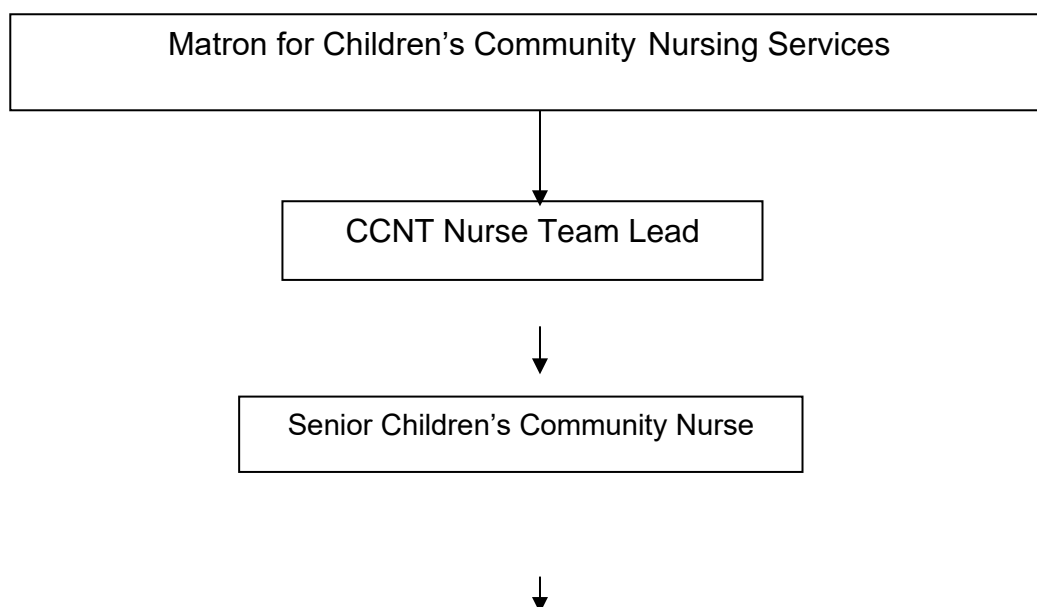 Matron for Children’s Community Nursing Services
CCNT Nurse Team Lead
Senior Children’s Community Nurse